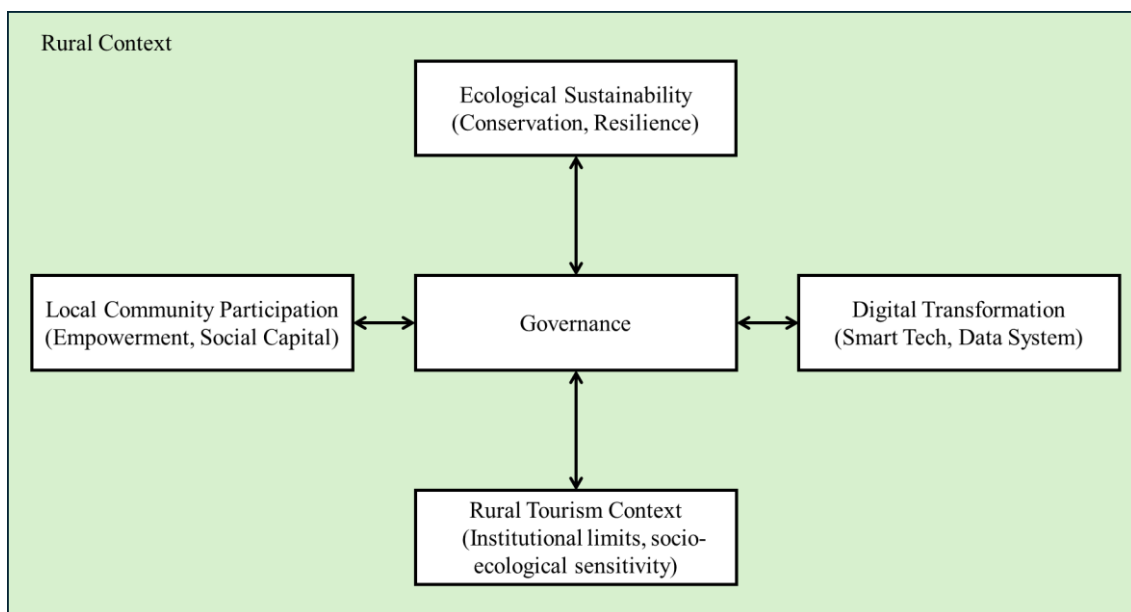 Rural Context
Ecological Sustainability
(Conservation, Resilience)
Local Community Participation
(Empowerment, Social Capital)
Governance
Digital Transformation
(Smart Tech, Data System)
Rural Tourism Context
(Institutional limits, socio-
ecological sensitivity)